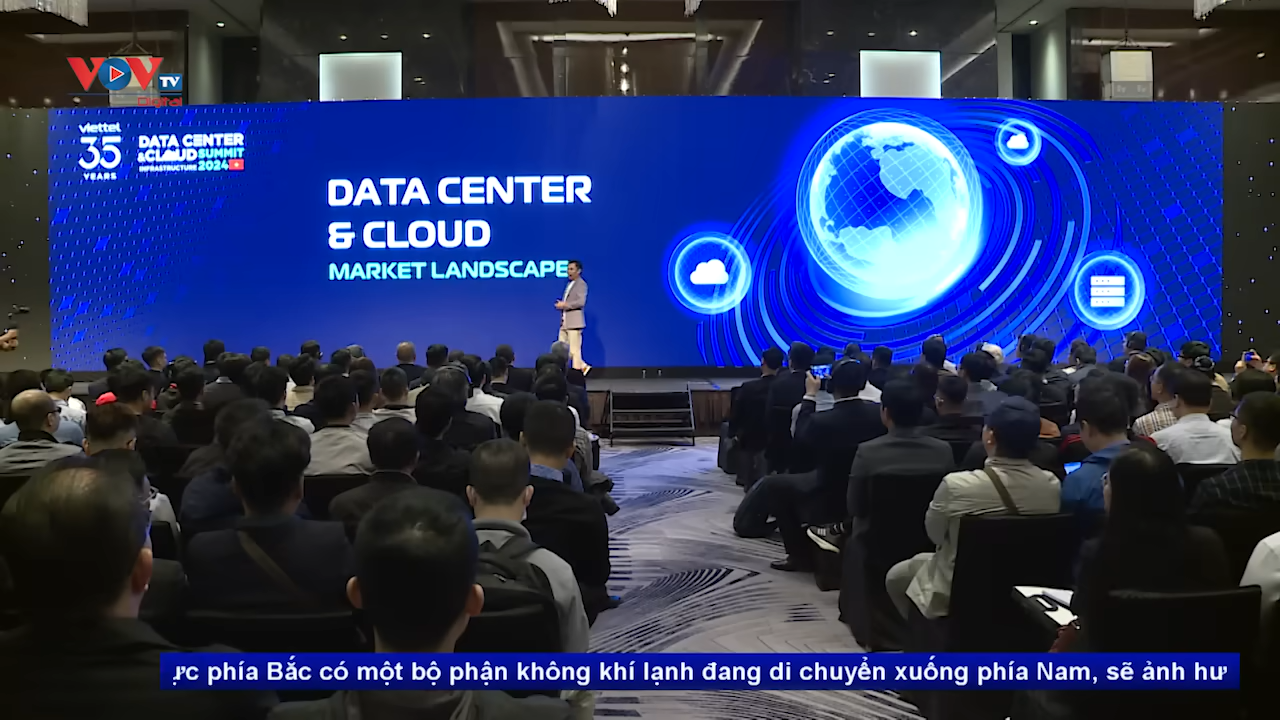 VOV TV
Digital
viettel
35
YEARS
DATA CENTER
&CLOUD SUMMIT
INFRASTRUCTURE 2024
DATA CENTER
& CLOUD
MARKET LANDSCAPE
ực phía Bắc có một bộ phận không khí lạnh đang di chuyển xuống phía Nam, sẽ ảnh hư